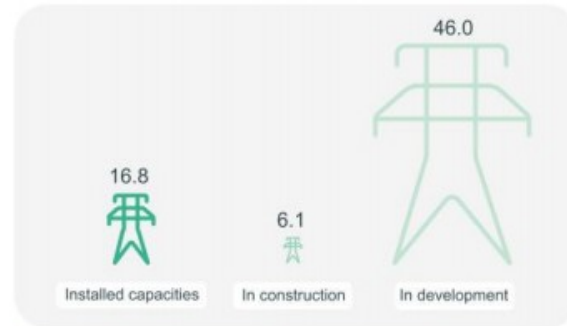 46.0
16.8
6.1
Installed capacities
In construction
In development